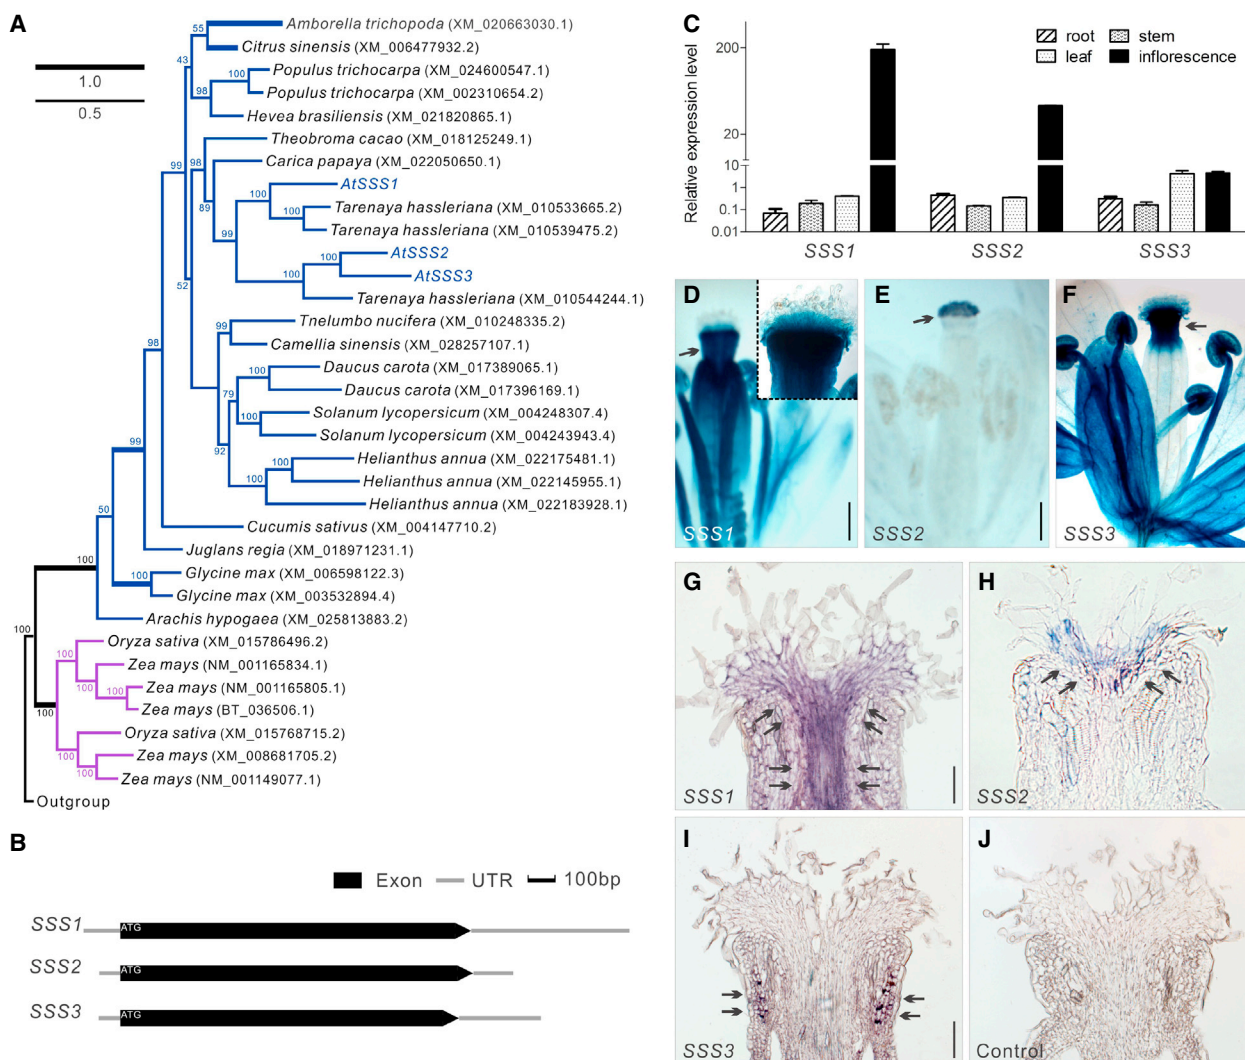 A
1.0
0.5
55
Amborella trichopoda (XM_020663030.1)
Citrus sinensis (XM_006477932.2)
43
100
Populus trichocarpa (XM_024600547.1)
Populus trichocarpa (XM_002310654.2)
98
Hevea brasiliensis (XM_021820865.1)
Theobroma cacao (XM_018125249.1)
99
98
Carica papaya (XM_022050650.1)
AtSSS1
100
89
Tarenaya hassleriana (XM_010533665.2)
100
Tarenaya hassleriana (XM_010539475.2)
99
AtSSS2
100
100
AtSSS3
52
Tarenaya hassleriana (XM_010544244.1)
Tnelumbo nucifera (XM_010248335.2)
99
Camellia sinensis (XM_028257107.1)
98
Daucus carota (XM_017389065.1)
100
79
Daucus carota (XM_017396169.1)
Solanum lycopersicum (XM_004248307.4)
100
Solanum lycopersicum (XM_004243943.4)
99
92
Helianthus annua (XM_022175481.1)
100
100
Helianthus annua (XM_022145955.1)
Helianthus annua (XM_022183928.1)
50
Cucumis sativus (XM_004147710.2)
Juglans regia (XM_018971231.1)
100
100
Glycine max (XM_006598122.3)
Glycine max (XM_003532894.4)
Arachis hypogaea (XM_025813883.2)
100
Oryza sativa (XM_015786496.2)
100
Zea mays (NM_001165834.1)
100
Zea mays (NM_001165805.1)
100
Zea mays (BT_036506.1)
100
Oryza sativa (XM_015768715.2)
100
Zea mays (XM_008681705.2)
100
Zea mays (NM_001149077.1)
Outgroup
B
Exon
UTR
100bp
SSS1
ATG
SSS2
ATG
SSS3
ATG
C
Relative expression level
200
20
10
1
0.1
0.01
root
stem
leaf
inflorescence
SSS1
SSS2
SSS3
D
SSS1
E
SSS2
F
SSS3
G
SSS1
H
SSS2
I
SSS3
J
Control